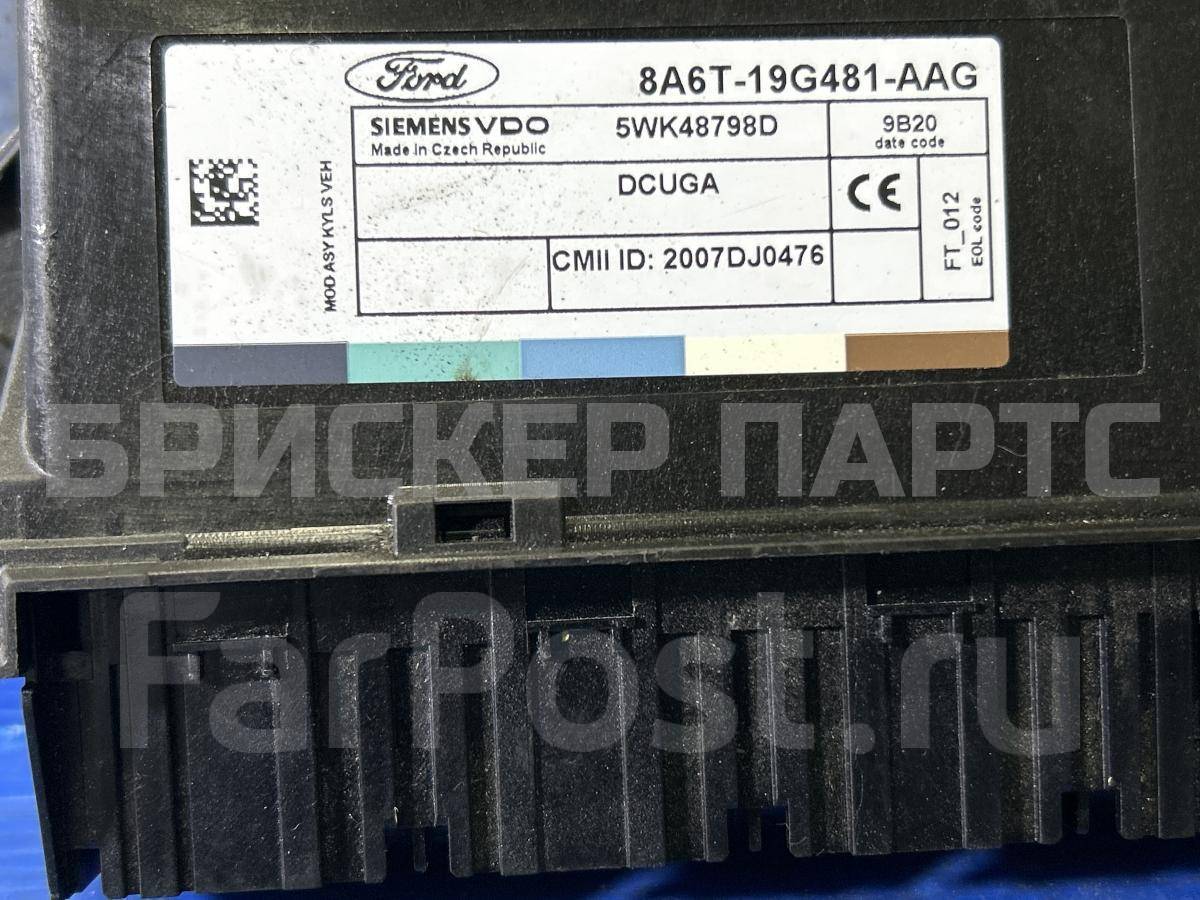 Ford
8A6T-19G481-AAG
SIEMENS VDO
Made in Czech Republic
5WK48798D
9B20
date code
MOD ASY KYLS VEH
DCUGA
CE
FT_012
EOL code
CMII ID: 2007DJ0476
БРИСКЕР ПАРТС
FarPost.ru